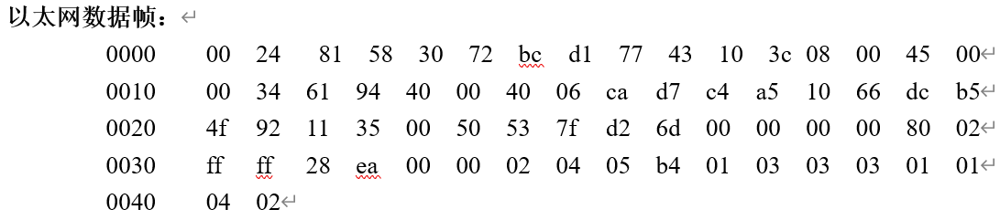 以太网数据帧：
0000 00 24 81 58 30 72 bc d1 77 43 10 3c 08 00 45 00
0010 00 34 61 94 40 00 40 06 ca d7 c4 a5 10 66 dc b5
0020 4f 92 11 35 00 50 53 7f d2 6d 00 00 00 00 80 02
0030 ff ff 28 ea 00 00 02 04 05 b4 01 03 03 03 01 01
0040 04 02